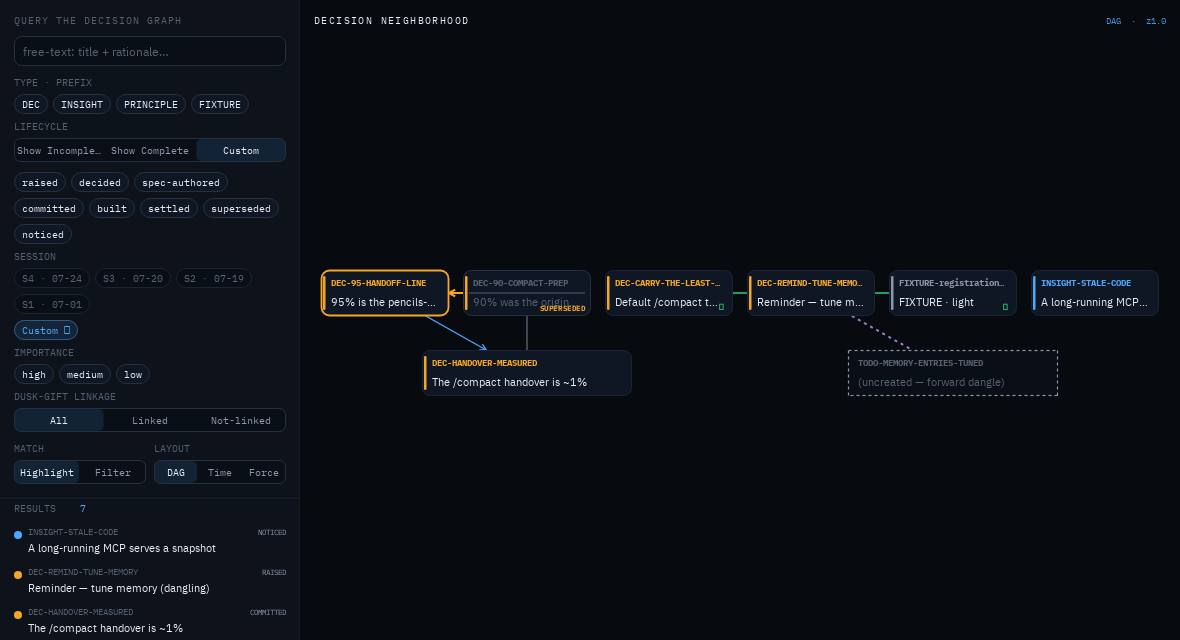 QUERY THE DECISION GRAPH
free-text: title + rationale…
TYPE · PREFIX
DEC INSIGHT PRINCIPLE FIXTURE
LIFECYCLE
Show Incomple… Show Complete Custom
raised decided spec-authored
committed built settled superseded
noticed
SESSION
S4 · 07-24 S3 · 07-20 S2 · 07-19
S1 · 07-01
Custom
IMPORTANCE
high medium low
DUSK-GIFT LINKAGE
All Linked Not-linked
MATCH LAYOUT
Highlight Filter DAG Time Force
RESULTS 7
INSIGHT-STALE-CODE NOTICED
A long-running MCP serves a snapshot
DEC-REMIND-TUNE-MEMORY RAISED
Reminder — tune memory (dangling)
DEC-HANDOVER-MEASURED COMMITTED
The /compact handover is ~1%
DECISION NEIGHBORHOOD
DAG · z1.0
DEC-95-HANDOFF-LINE
95% is the pencils-…
DEC-90-COMPACT-PREP
90% was the origin…
SUPERSEDED
DEC-CARRY-THE-LEAST-…
Default /compact t…
DEC-REMIND-TUNE-MEMO…
Reminder — tune m…
FIXTURE-registration…
FIXTURE · light
INSIGHT-STALE-CODE
A long-running MCP…
DEC-HANDOVER-MEASURED
The /compact handover is ~1%
TODO-MEMORY-ENTRIES-TUNED
(uncreated — forward dangle)